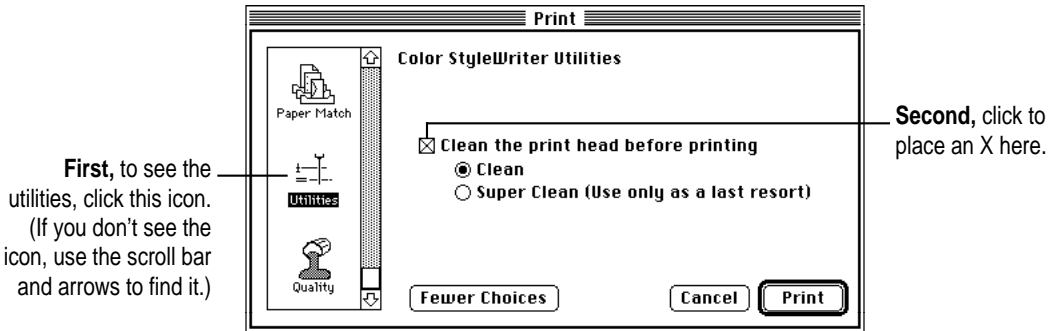 Print
Color StyleWriter Utilities
Paper Match
Utilities
Quality
Clean the print head before printing
Clean
Super Clean (Use only as a last resort)
Fewer Choices
Cancel
Print
First, to see the
utilities, click this icon.
(If you don’t see the
icon, use the scroll bar
and arrows to find it.)
Second, click to
place an X here.